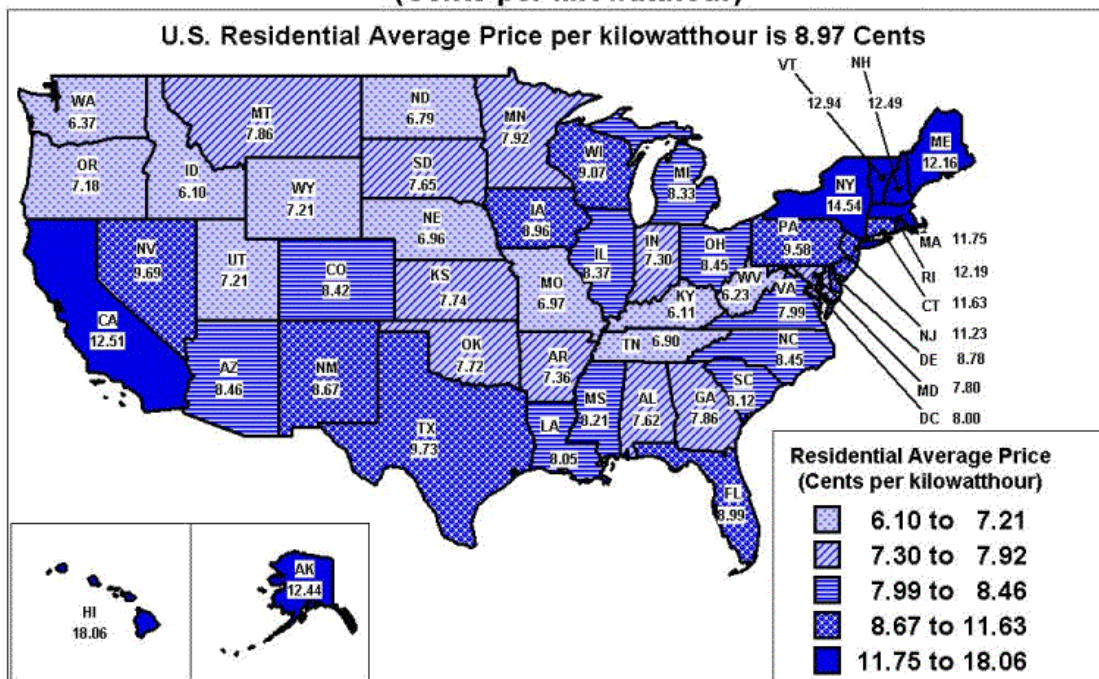 (Cents per kilowatthour)
U.S. Residential Average Price per kilowatthour is 8.97 Cents
VT
12.94
NH
12.49
WA
6.37
MT
7.86
ND
6.79
MN
7.92
ME
12.16
OR
7.18
ID
6.10
WY
7.21
SD
7.65
WI
9.07
MI
8.33
NY
14.54
NE
6.96
IA
8.96
PA
9.58
MA 11.75
RI 12.19
CT 11.63
NJ 11.23
DE 8.78
MD 7.80
DC 8.00
NV
9.69
UT
7.21
CO
8.42
KS
7.74
MO
6.97
IL
8.37
IN
7.30
OH
8.45
WV
6.23
VA
7.99
KY
6.11
CA
12.51
AZ
8.46
NM
8.67
OK
7.72
AR
7.36
TN 6.90
NC
8.45
SC
8.12
MS
8.21
AL
7.62
GA
7.86
TX
9.73
LA
8.05
FL
8.99
HI
18.06
AK
12.44
Residential Average Price
(Cents per kilowatthour)
6.10 to 7.21
7.30 to 7.92
7.99 to 8.46
8.67 to 11.63
11.75 to 18.06